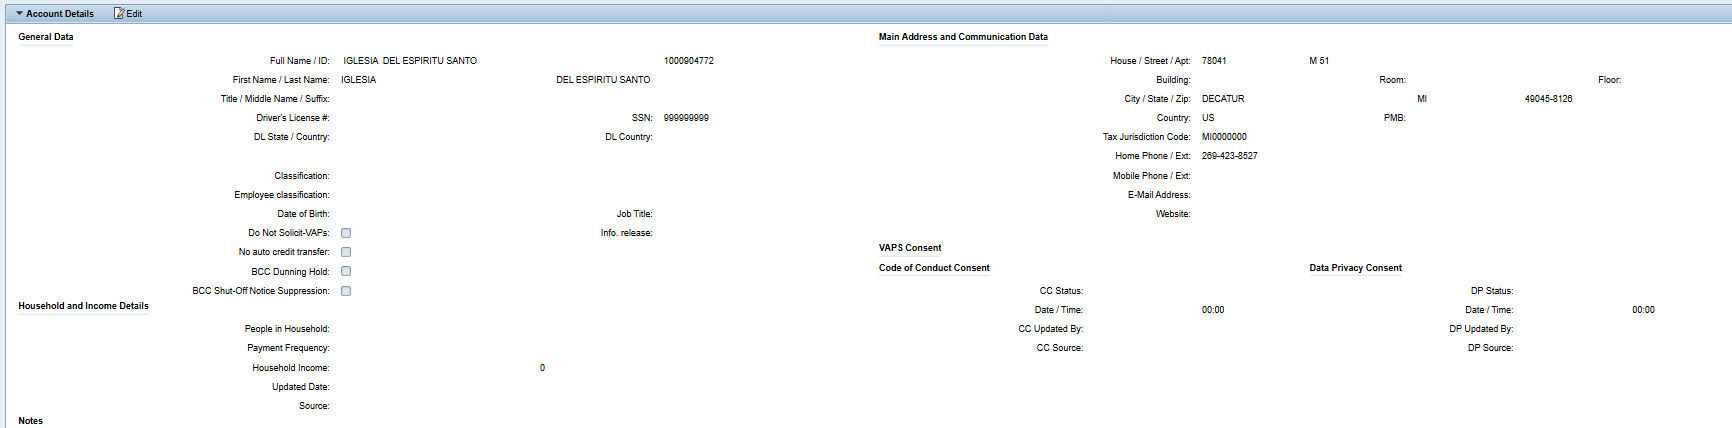 Account Details Edit
General Data Main Address and Communication Data
Full Name / ID: IGLESIA DEL ESPIRITU SANTO 1000904772 House / Street / Apt: 78041 M 51
First Name / Last Name: IGLESIA DEL ESPIRITU SANTO Building: Room: Floor:
Title / Middle Name / Suffix: City / State / Zip: DECATUR MI 49045-8126
Driver's License #: SSN: 999999999 Country: US PMB:
DL State / Country: DL Country: Tax Jurisdiction Code: MI0000000
Home Phone / Ext: 269-423-8527
Classification: Mobile Phone / Ext:
Employee classification: E-Mail Address:
Date of Birth: Job Title: Website:
Do Not Solicit-VAPs: Info. release:
No auto credit transfer: VAPS Consent
BCC Dunning Hold: Code of Conduct Consent Data Privacy Consent
BCC Shut-Off Notice Suppression: CC Status: DP Status:
Household and Income Details Date / Time: 00:00 Date / Time: 00:00
People in Household: CC Updated By: DP Updated By:
Payment Frequency: CC Source: DP Source:
Household Income: 0
Updated Date:
Source:
Notes